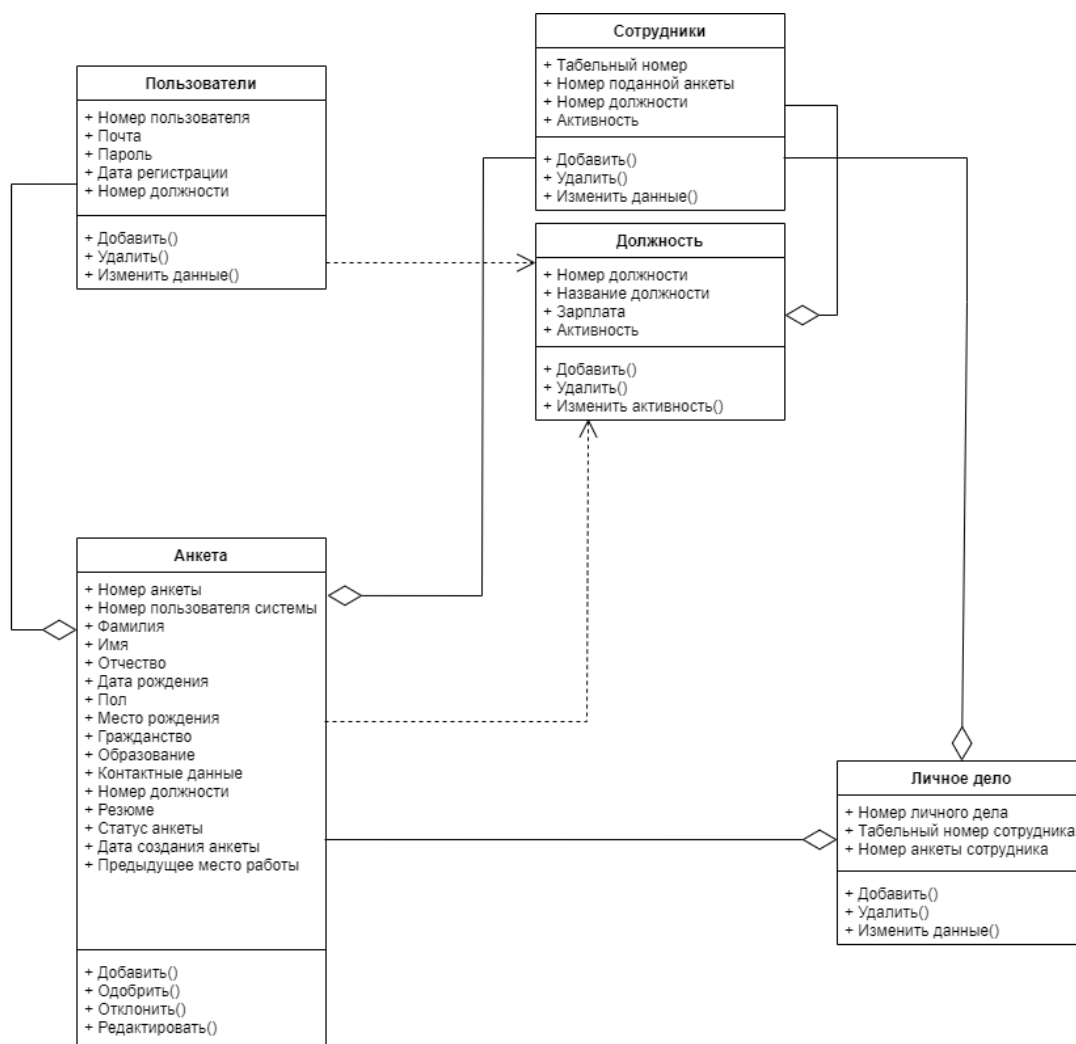 Пользователи
+ Номер пользователя
+ Почта
+ Пароль
+ Дата регистрации
+ Номер должности
+ Добавить()
+ Удалить()
+ Изменить данные()
Сотрудники
+ Табельный номер
+ Номер поданной анкеты
+ Номер должности
+ Активность
+ Добавить()
+ Удалить()
+ Изменить данные()
Должность
+ Номер должности
+ Название должности
+ Зарплата
+ Активность
+ Добавить()
+ Удалить()
+ Изменить активность()
Анкета
+ Номер анкеты
+ Номер пользователя системы
+ Фамилия
+ Имя
+ Отчество
+ Дата рождения
+ Пол
+ Место рождения
+ Гражданство
+ Образование
+ Контактные данные
+ Номер должности
+ Резюме
+ Статус анкеты
+ Дата создания анкеты
+ Предыдущее место работы
+ Добавить()
+ Одобрить()
+ Отклонить()
+ Редактировать()
Личное дело
+ Номер личного дела
+ Табельный номер сотрудника
+ Номер анкеты сотрудника
+ Добавить()
+ Удалить()
+ Изменить данные()